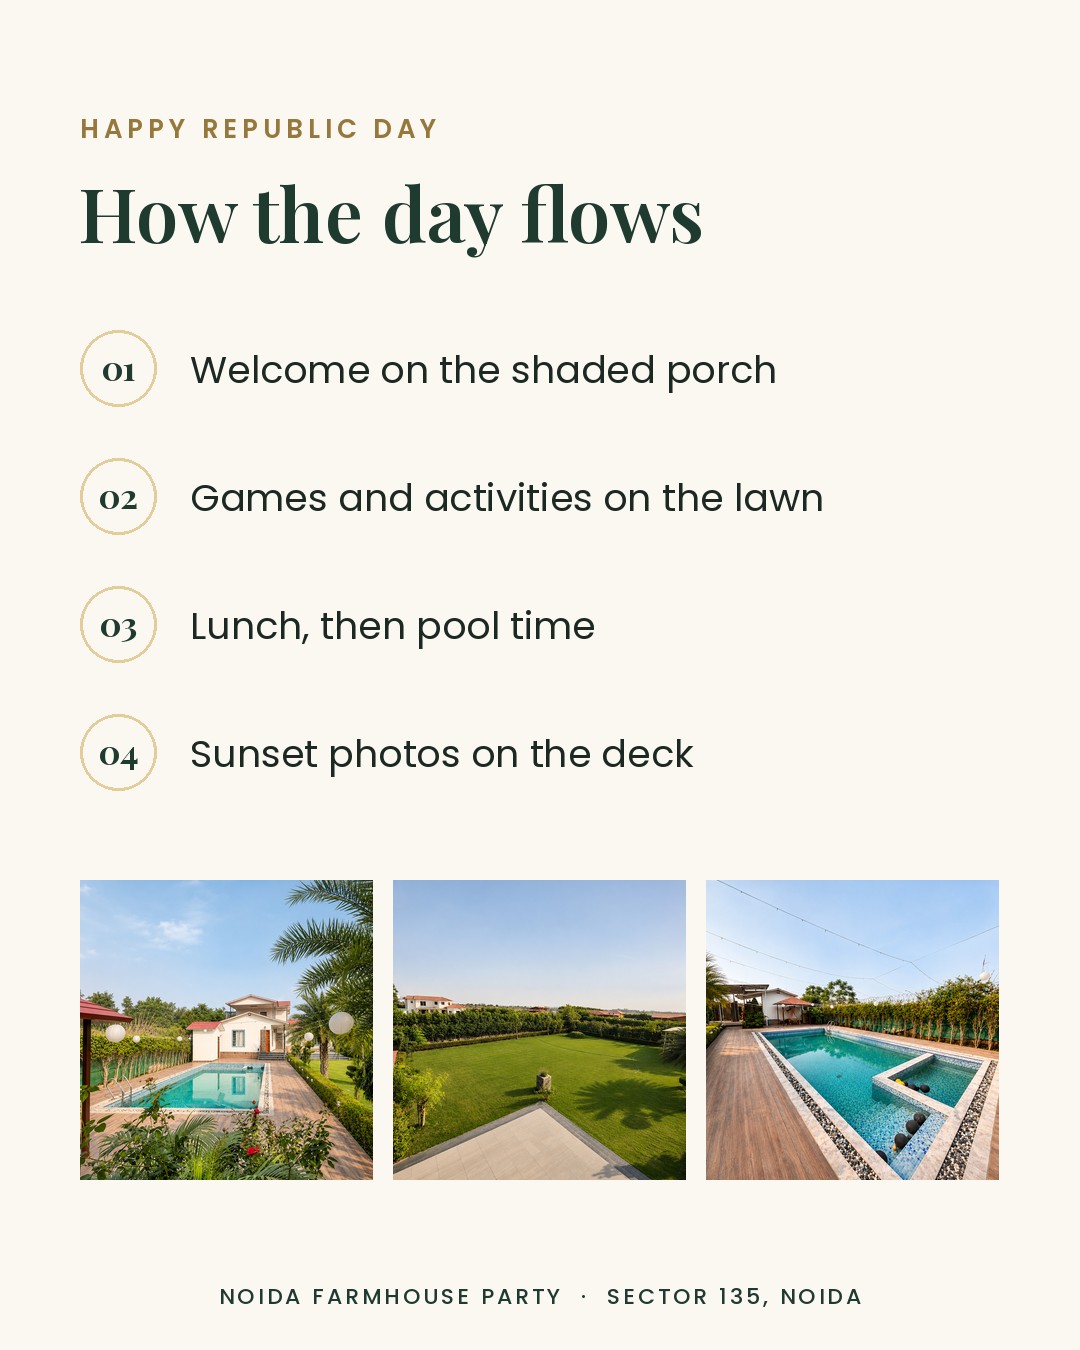 HAPPY REPUBLIC DAY
How the day flows
01 Welcome on the shaded porch
02 Games and activities on the lawn
03 Lunch, then pool time
04 Sunset photos on the deck
NOIDA FARMHOUSE PARTY · SECTOR 135, NOIDA